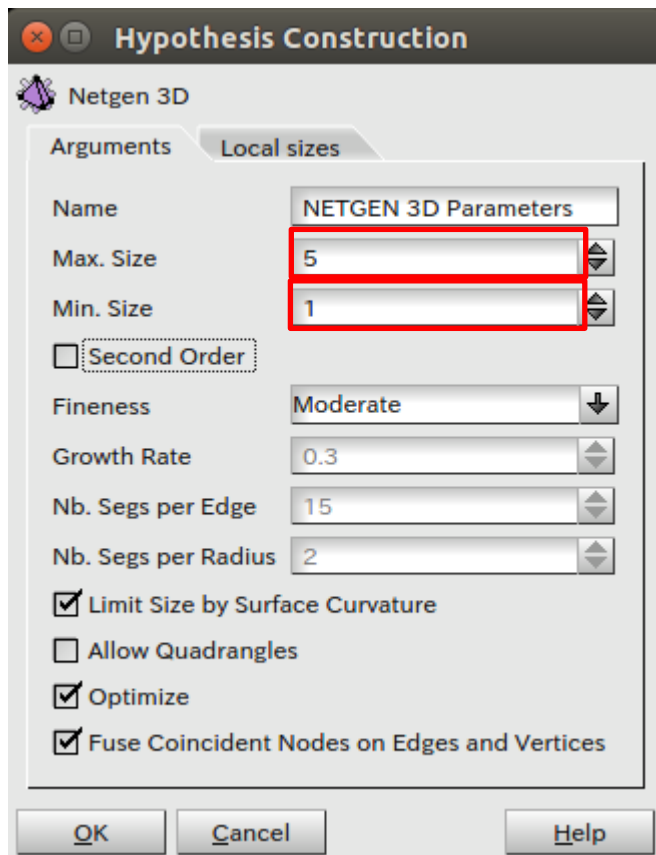 Hypothesis Construction
Netgen 3D
Arguments Local sizes
Name NETGEN 3D Parameters
Max. Size 5
Min. Size 1
Second Order
Fineness Moderate
Growth Rate 0.3
Nb. Segs per Edge 15
Nb. Segs per Radius 2
Limit Size by Surface Curvature
Allow Quadrangles
Optimize
Fuse Coincident Nodes on Edges and Vertices
OK Cancel Help